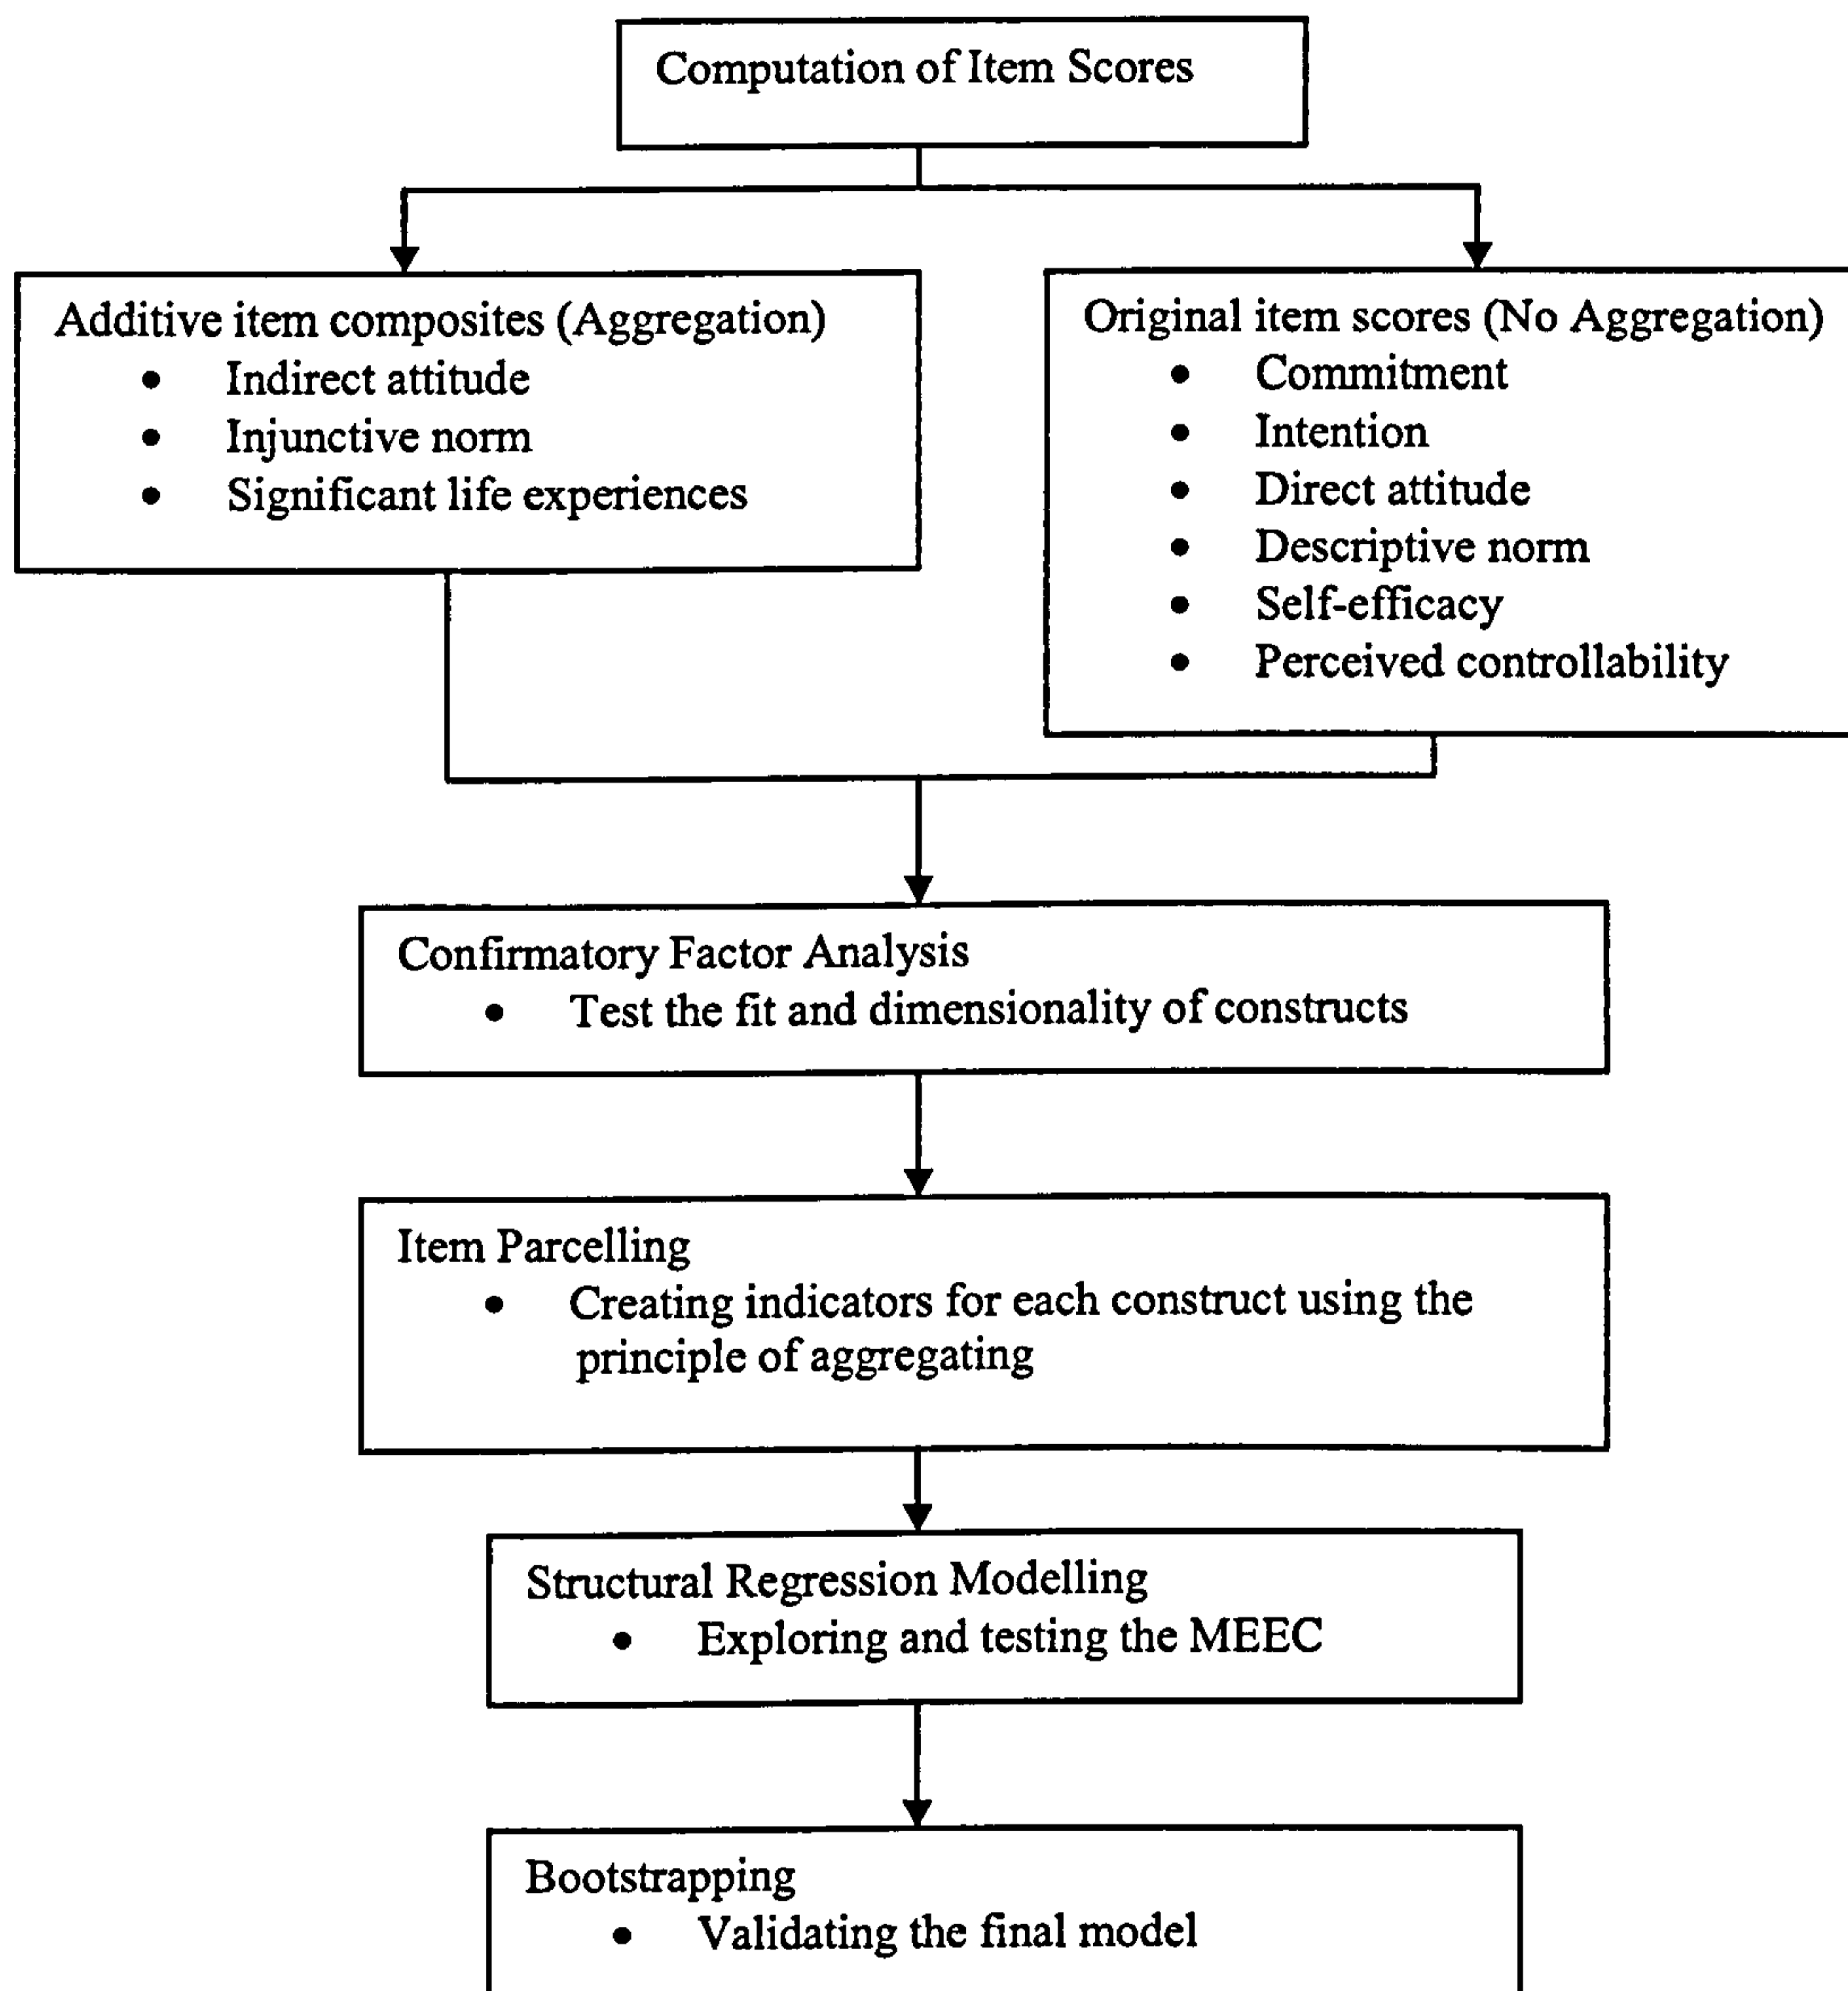 Computation of Item Scores
Additive item composites (Aggregation)
• Indirect attitude
• Injunctive norm
• Significant life experiences
Original item scores (No Aggregation)
• Commitment
• Intention
• Direct attitude
• Descriptive norm
• Self-efficacy
• Perceived controllability
Confirmatory Factor Analysis
• Test the fit and dimensionality of constructs
Item Parcelling
• Creating indicators for each construct using the
principle of aggregating
Structural Regression Modelling
• Exploring and testing the MEEC
Bootstrapping
• Validating the final model